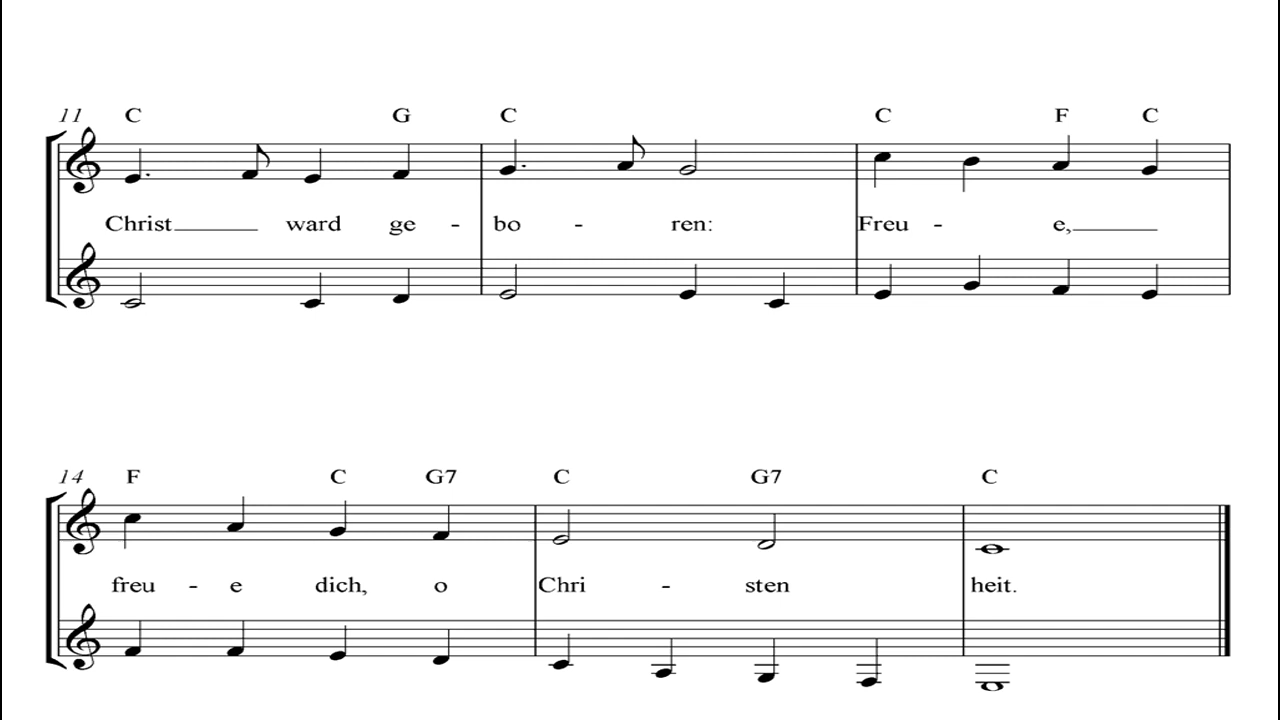 11 C G C C F C
Christ ward ge - bo - ren: Freu - e,
14 F C G7 C G7 C
freu - e dich, o Chri - sten heit.